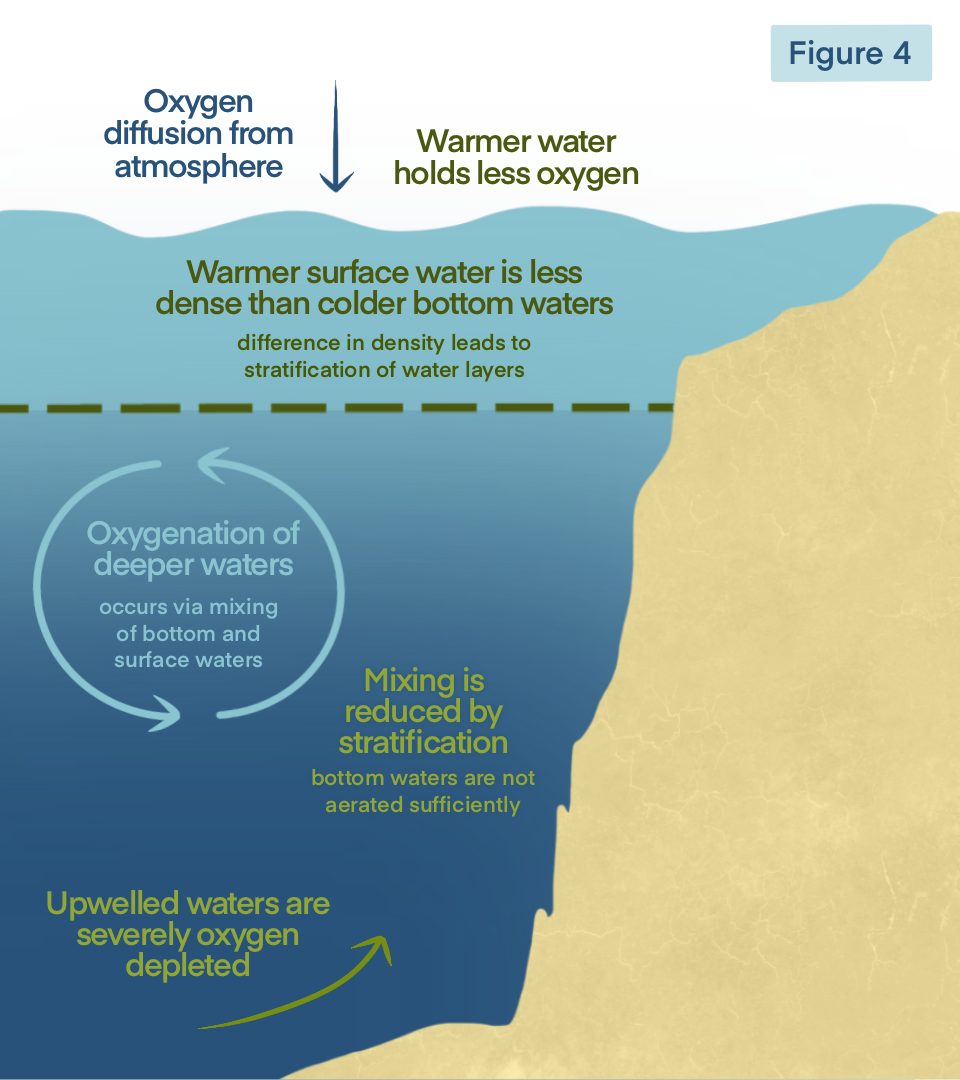 Figure 4
Oxygen
diffusion from
atmosphere
Warmer water
holds less oxygen
Warmer surface water is less
dense than colder bottom waters
difference in density leads to
stratification of water layers
Oxygenation of
deeper waters
occurs via mixing
of bottom and
surface waters
Mixing is
reduced by
stratification
bottom waters are not
aerated sufficiently
Upwelled waters are
severely oxygen
depleted